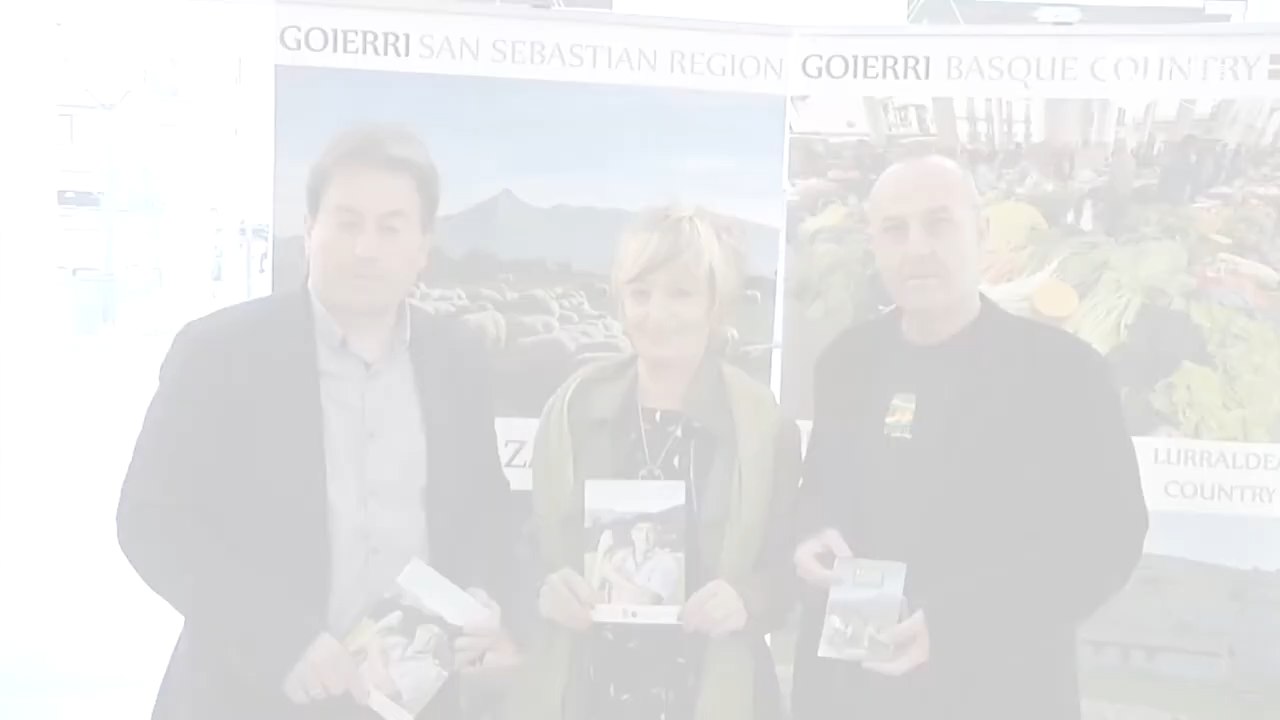 GOIERRI SAN SEBASTIAN REGION
GOIERRI BASQUE COUNTRY
LURRALDEA
COUNTRY